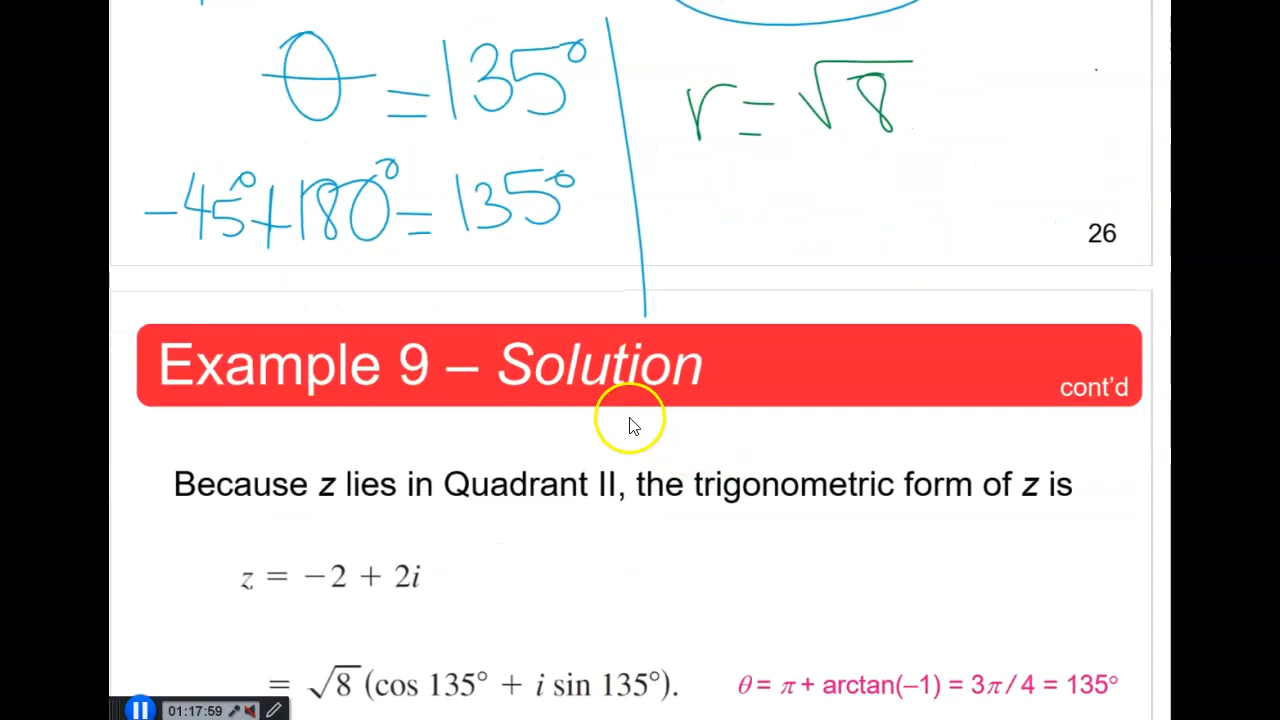 θ = 135°
r = √8
-45° + 180° = 135°
26
Example 9 – Solution
cont'd
Because z lies in Quadrant II, the trigonometric form of z is
z = −2 + 2i
= √8 (cos 135° + i sin 135°).
θ = π + arctan(–1) = 3π / 4 = 135°
01:17:59